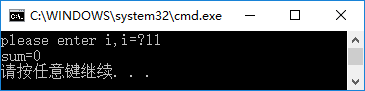 C:\WINDOWS\system32\cmd.exe
please enter i,i=?11
sum=0
请按任意键继续. . .